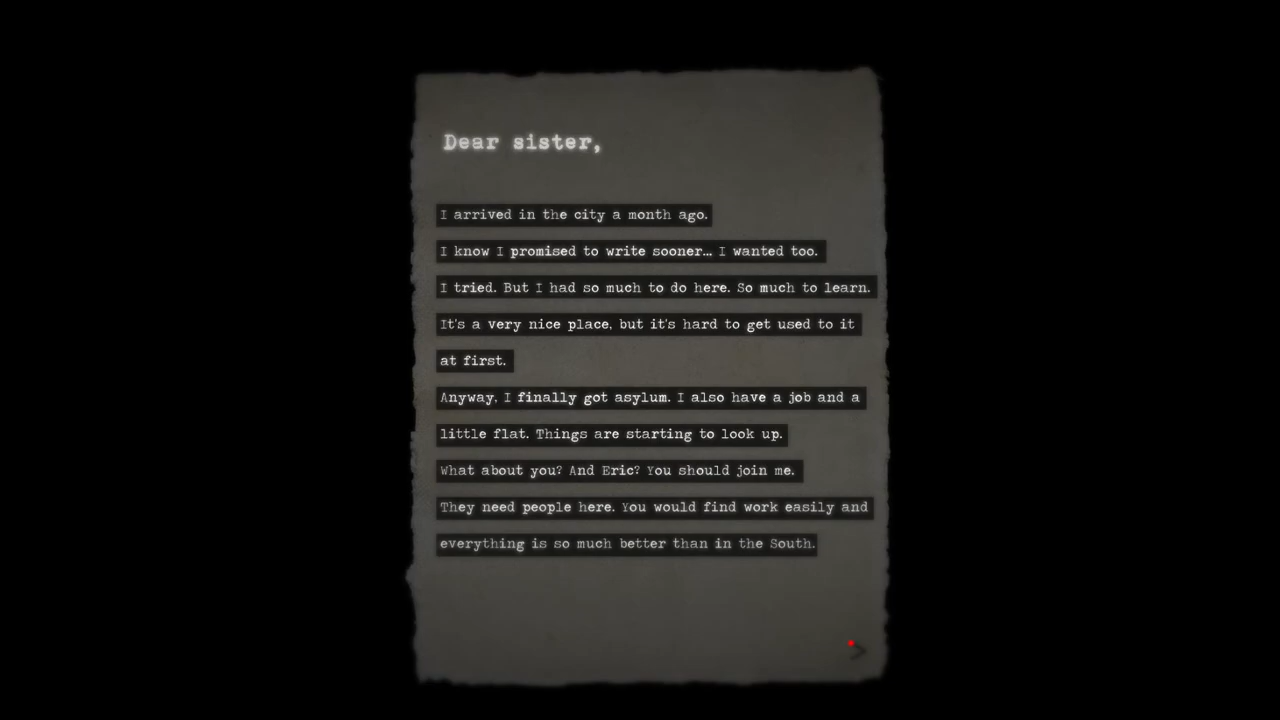 Dear sister,
I arrived in the city a month ago.
I know I promised to write sooner... I wanted too.
I tried. But I had so much to do here. So much to learn.
It's a very nice place, but it's hard to get used to it
at first.
Anyway, I finally got asylum. I also have a job and a
little flat. Things are starting to look up.
What about you? And Eric? You should join me.
They need people here. You would find work easily and
everything is so much better than in the South.
>